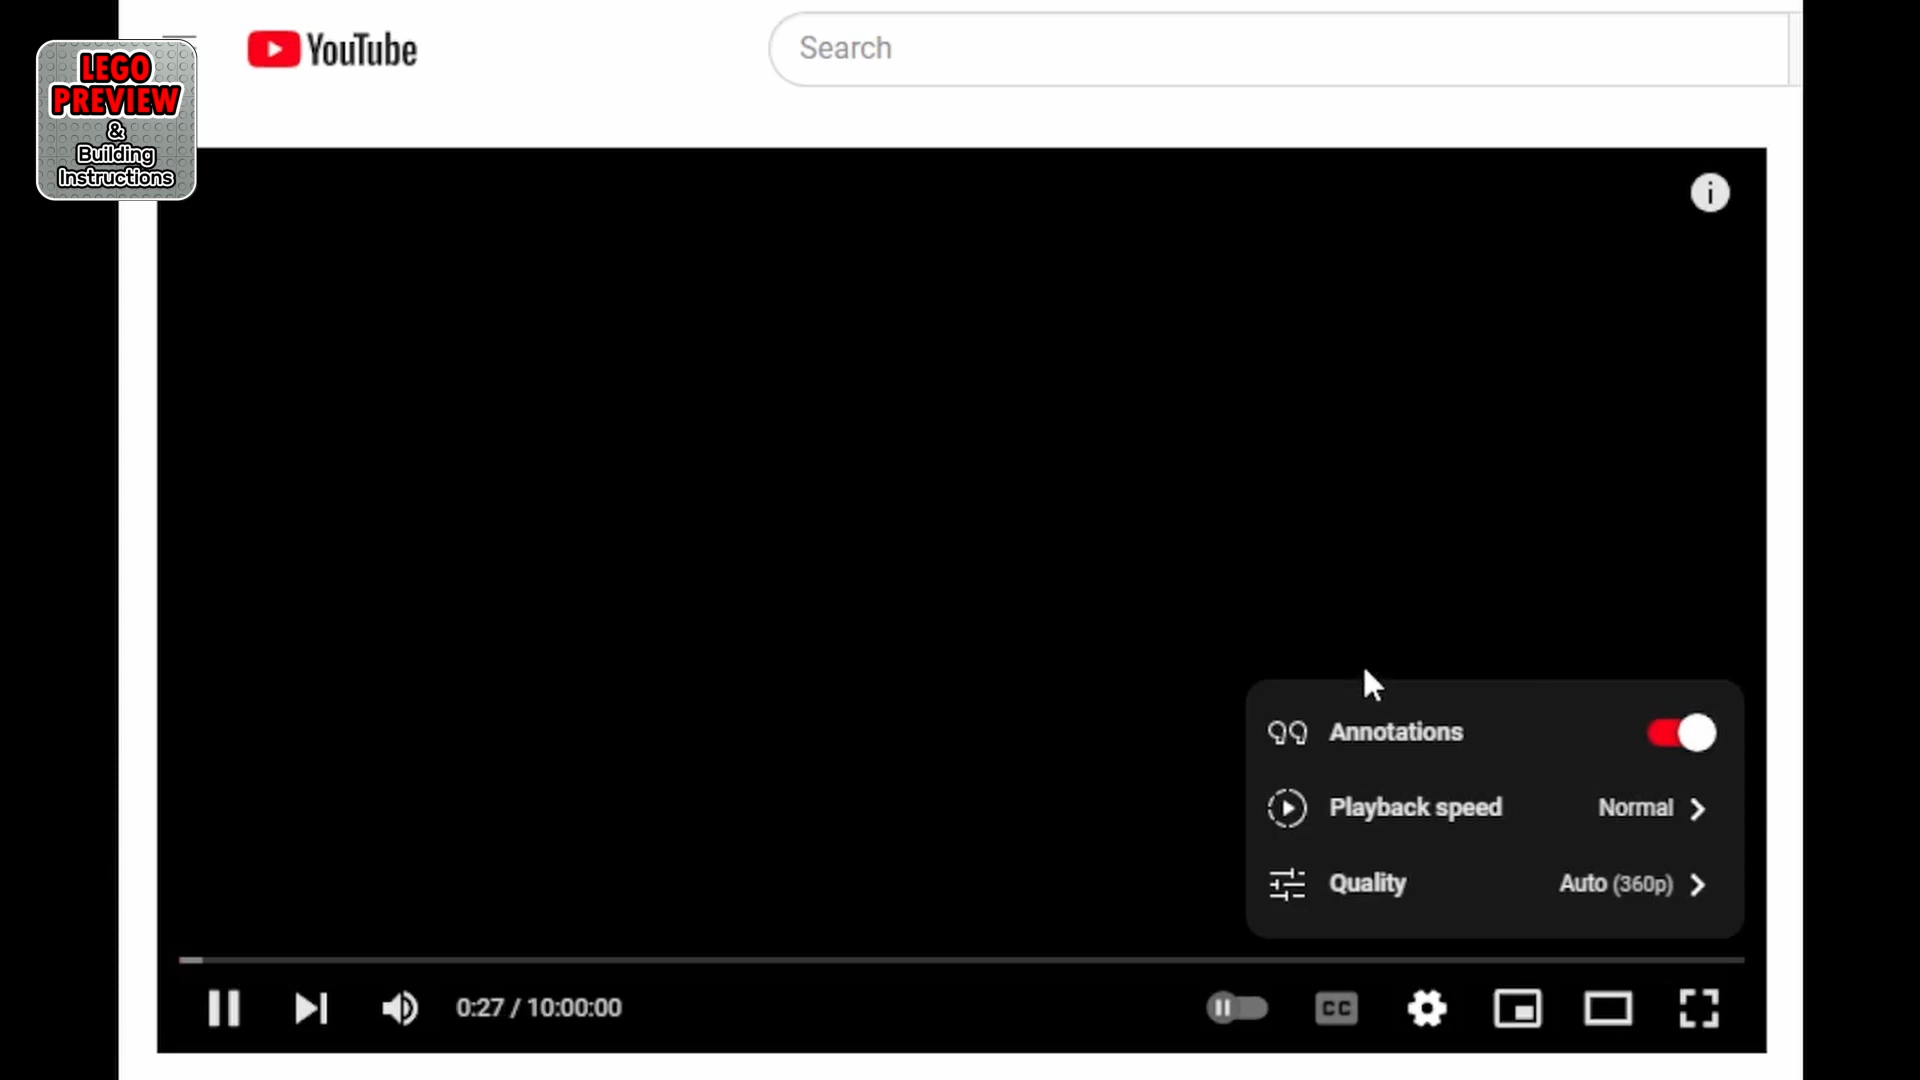 LEGO
PREVIEW
&
Building
Instructions
YouTube
Search
i
Annotations
Playback speed Normal
Quality Auto (360p)
0:27 / 10:00:00
CC